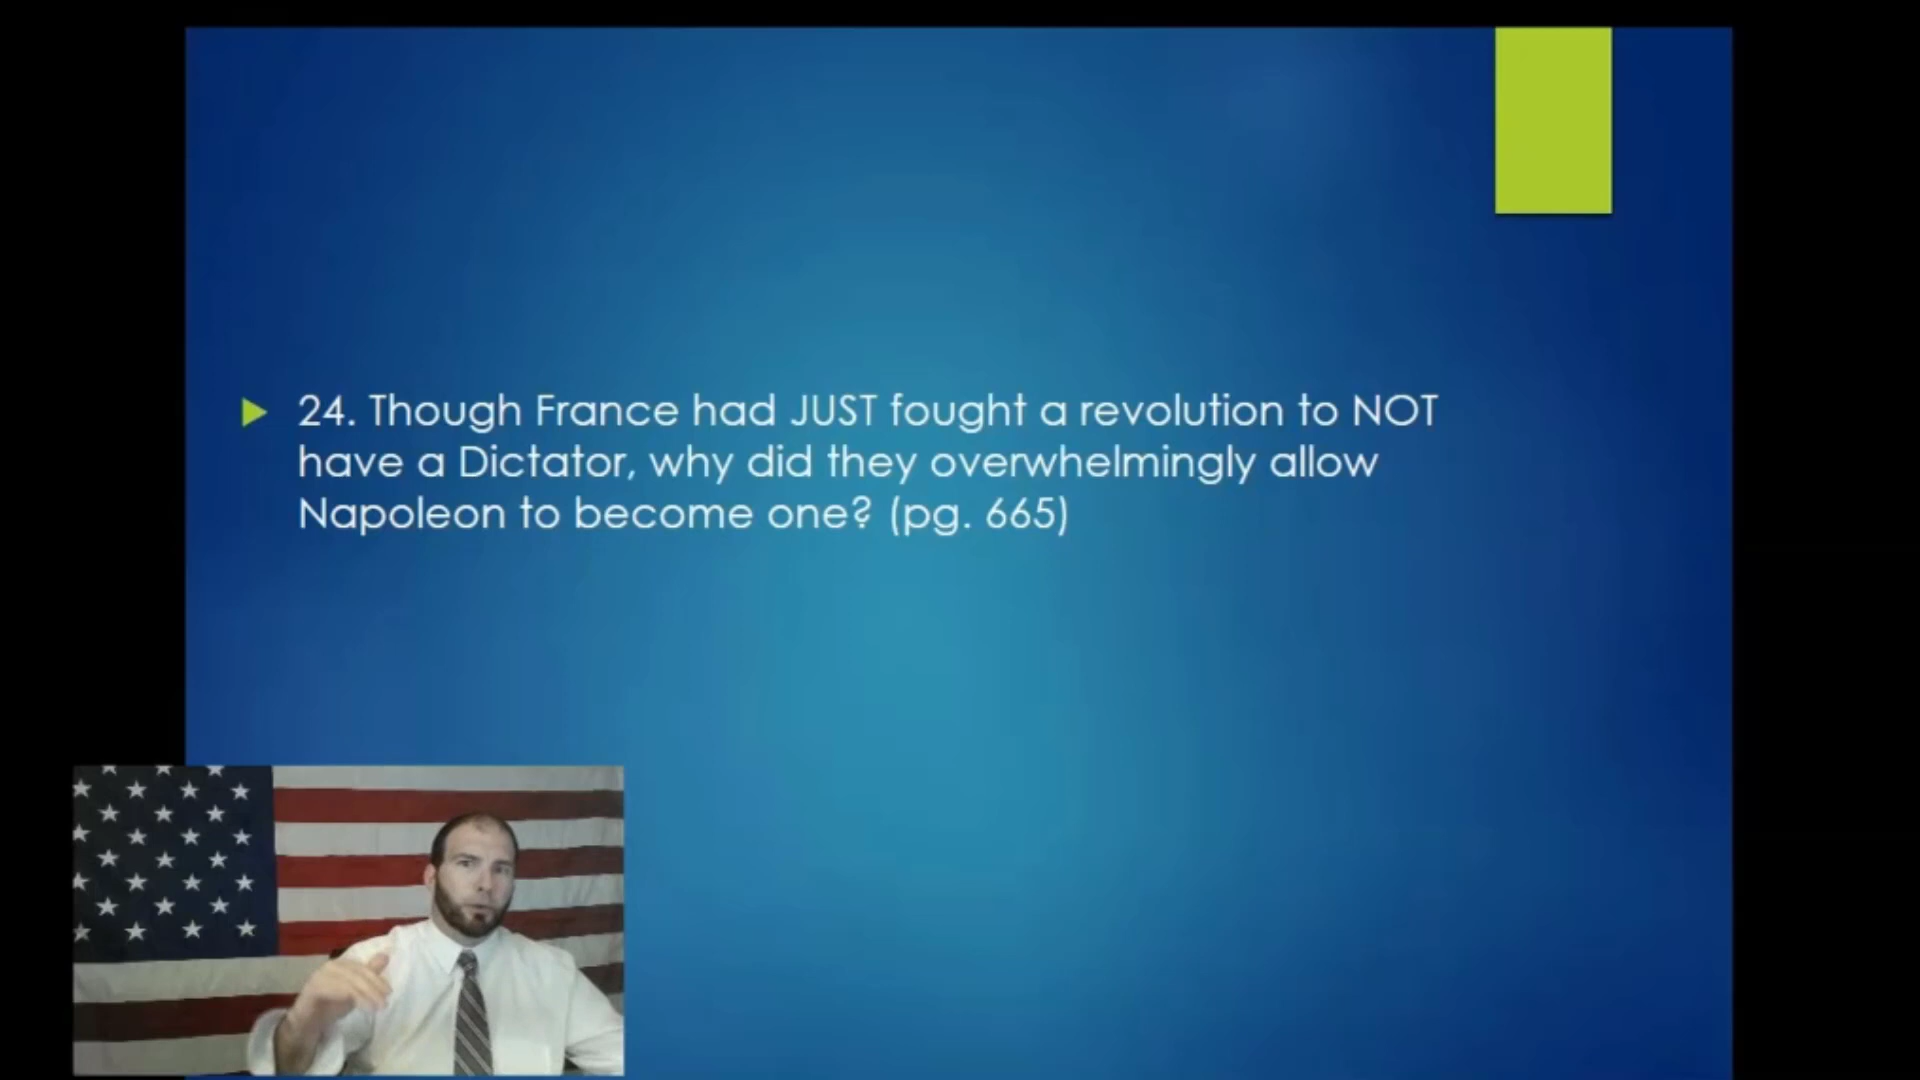 24. Though France had JUST fought a revolution to NOT
have a Dictator, why did they overwhelmingly allow
Napoleon to become one? (pg. 665)